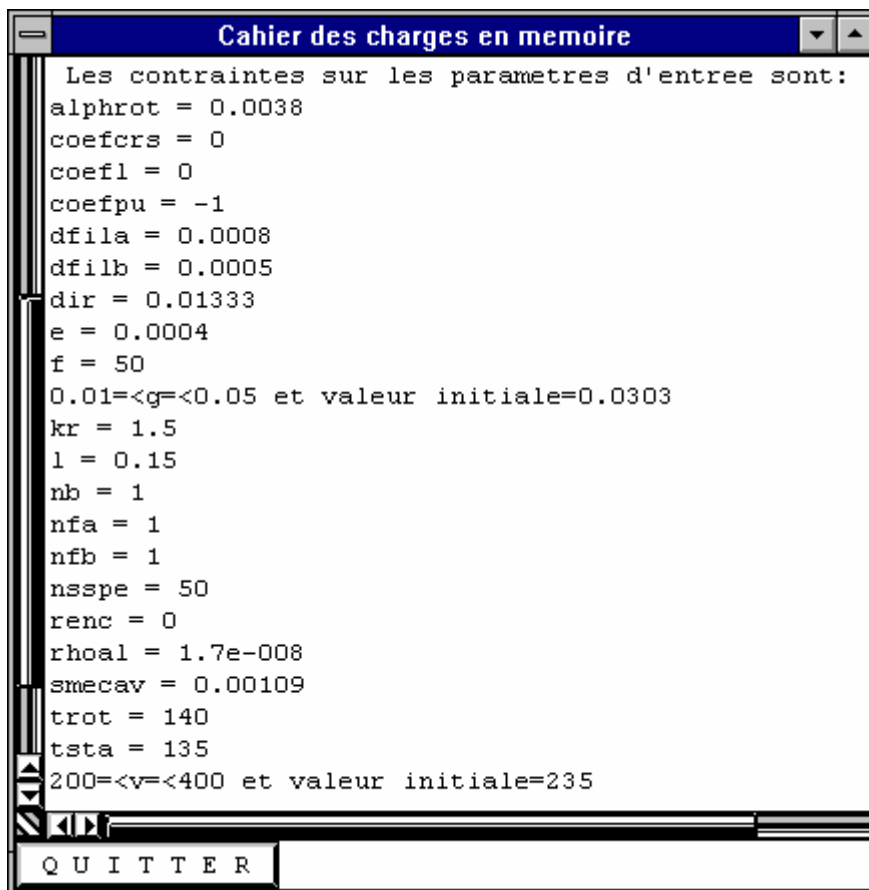 Cahier des charges en memoire
Les contraintes sur les parametres d'entree sont:
alphrot = 0.0038
coefcrs = 0
coefl = 0
coefpu = -1
dfila = 0.0008
dfilb = 0.0005
dir = 0.01333
e = 0.0004
f = 50
0.01=<g=<0.05 et valeur initiale=0.0303
kr = 1.5
l = 0.15
nb = 1
nfa = 1
nfb = 1
nsspe = 50
renc = 0
rhoal = 1.7e-008
smecav = 0.00109
trot = 140
tsta = 135
200=<v=<400 et valeur initiale=235
Q U I T T E R